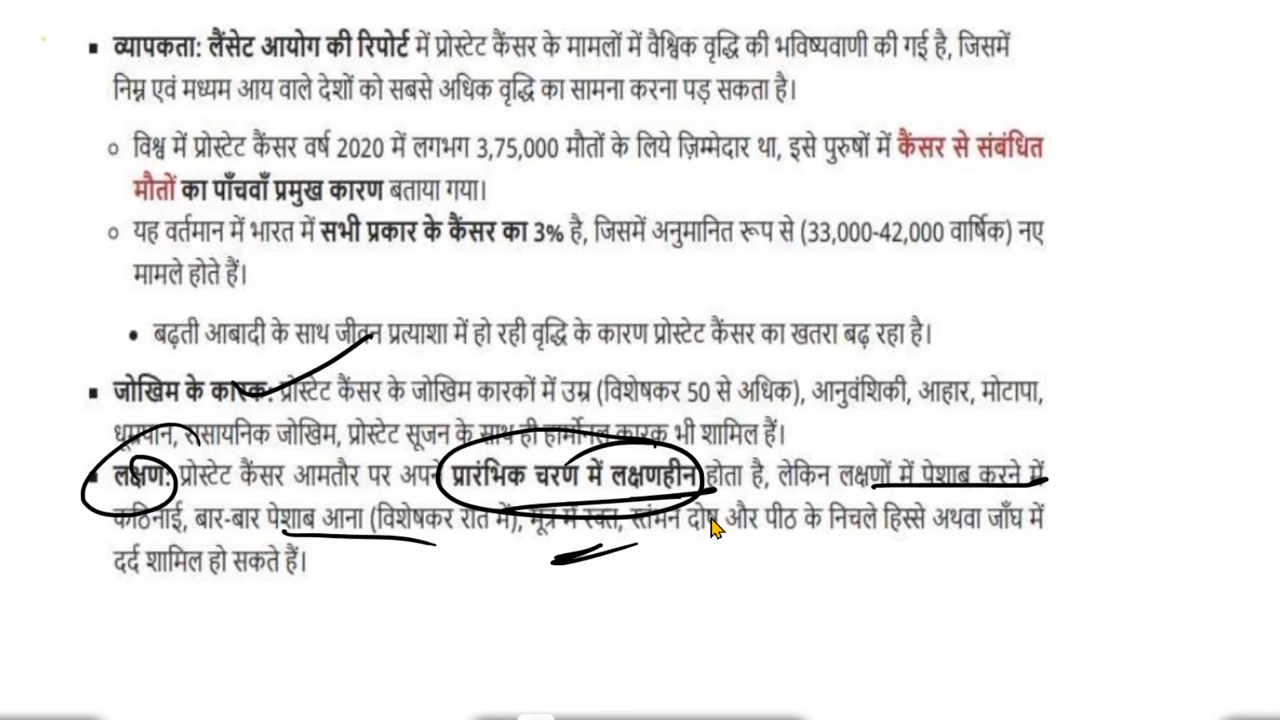 ▪ व्यापकता: लैंसेट आयोग की रिपोर्ट में प्रोस्टेट कैंसर के मामलों में वैश्विक वृद्धि की भविष्यवाणी की गई है, जिसमें
निम्न एवं मध्यम आय वाले देशों को सबसे अधिक वृद्धि का सामना करना पड़ सकता है।
○ विश्व में प्रोस्टेट कैंसर वर्ष 2020 में लगभग 3,75,000 मौतों के लिये ज़िम्मेदार था, इसे पुरुषों में कैंसर से संबंधित
मौतों का पाँचवाँ प्रमुख कारण बताया गया।
○ यह वर्तमान में भारत में सभी प्रकार के कैंसर का 3% है, जिसमें अनुमानित रूप से (33,000-42,000 वार्षिक) नए
मामले होते हैं।
• बढ़ती आबादी के साथ जीवन प्रत्याशा में हो रही वृद्धि के कारण प्रोस्टेट कैंसर का खतरा बढ़ रहा है।
▪ जोखिम के कारक: प्रोस्टेट कैंसर के जोखिम कारकों में उम्र (विशेषकर 50 से अधिक), आनुवंशिकी, आहार, मोटापा,
धूम्रपान, रासायनिक जोखिम, प्रोस्टेट सूजन के साथ ही हार्मोनल कारक भी शामिल हैं।
▪ लक्षण: प्रोस्टेट कैंसर आमतौर पर अपने प्रारंभिक चरण में लक्षणहीन होता है, लेकिन लक्षणों में पेशाब करने में
कठिनाई, बार-बार पेशाब आना (विशेषकर रात में), मूत्र में रक्त, स्तंभन दोष और पीठ के निचले हिस्से अथवा जाँघ में
दर्द शामिल हो सकते हैं।